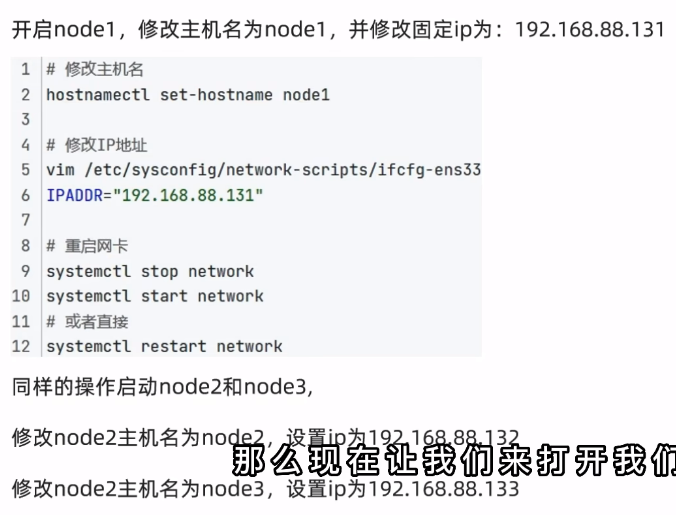 开启node1，修改主机名为node1，并修改固定ip为：192.168.88.131
1 # 修改主机名
2 hostnamectl set-hostname node1
3
4 # 修改IP地址
5 vim /etc/sysconfig/network-scripts/ifcfg-ens33
6 IPADDR="192.168.88.131"
7
8 # 重启网卡
9 systemctl stop network
10 systemctl start network
11 # 或者直接
12 systemctl restart network
同样的操作启动node2和node3,
修改node2主机名为node2，设置ip为192.168.88.132
那么现在让我们来打开我们
修改node2主机名为node3，设置ip为192.168.88.133